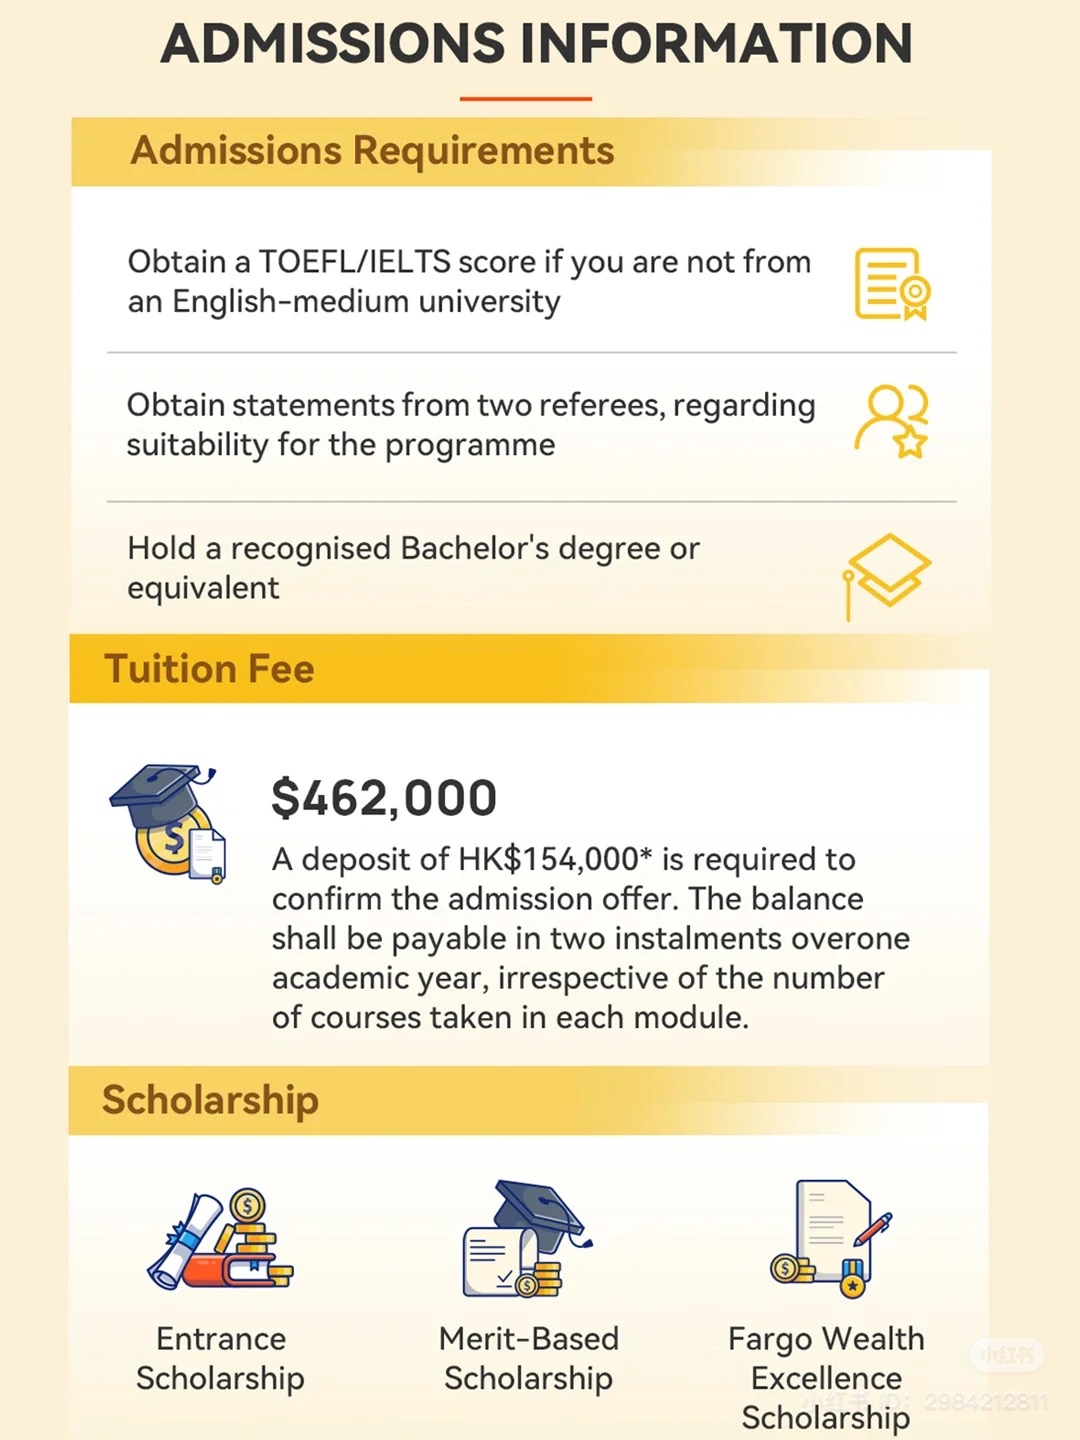 ADMISSIONS INFORMATION
Admissions Requirements
Obtain a TOEFL/IELTS score if you are not from
an English-medium university
Obtain statements from two referees, regarding
suitability for the programme
Hold a recognised Bachelor's degree or
equivalent
Tuition Fee
$462,000
A deposit of HK$154,000* is required to
confirm the admission offer. The balance
shall be payable in two instalments overone
academic year, irrespective of the number
of courses taken in each module.
Scholarship
Entrance
Scholarship
Merit-Based
Scholarship
Fargo Wealth
Excellence
Scholarship
小红书
小红书 ID: 2984212811